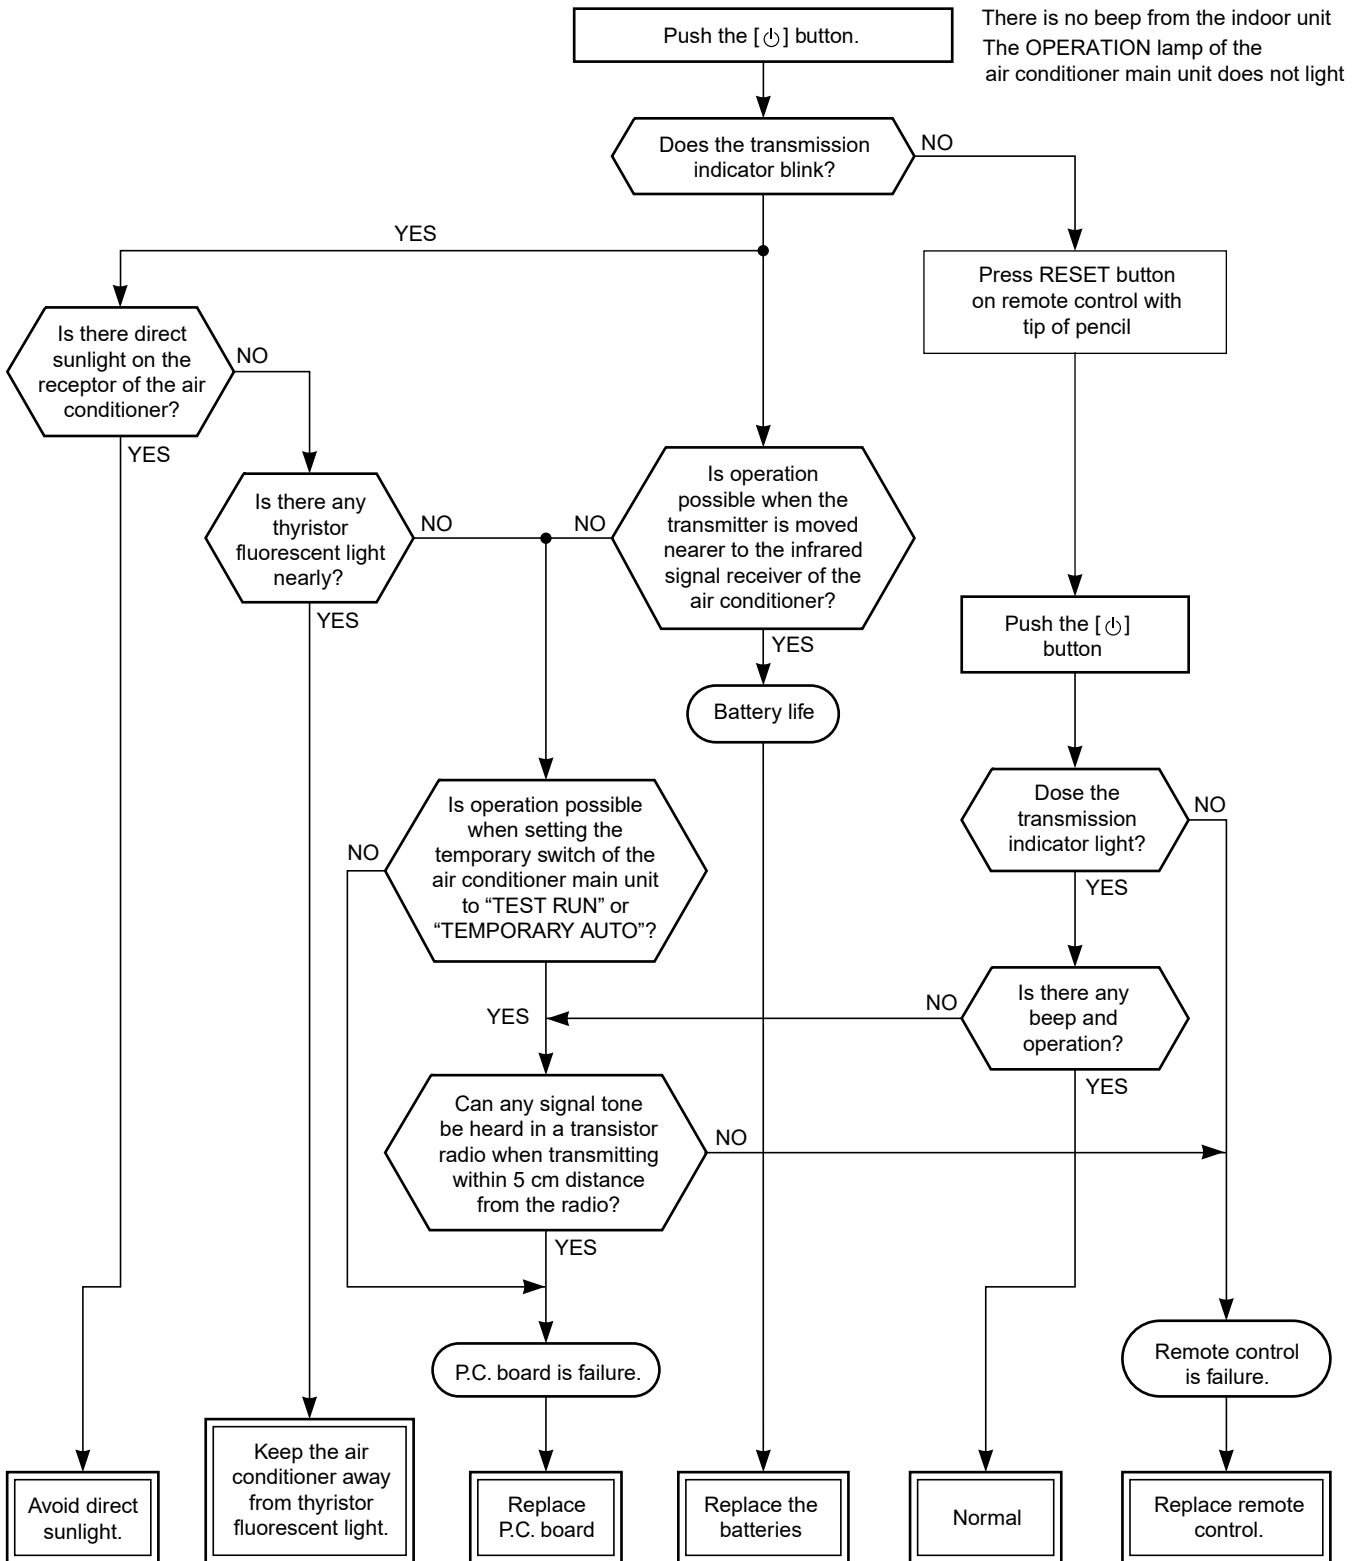 Push the [⏻] button.
There is no beep from the indoor unit
The OPERATION lamp of the
air conditioner main unit does not light
Does the transmission
indicator blink?
NO
YES
Press RESET button
on remote control with
tip of pencil
Is there direct
sunlight on the
receptor of the air
conditioner?
NO
YES
Is there any
thyristor
fluorescent light
nearly?
NO
YES
Is operation
possible when the
transmitter is moved
nearer to the infrared
signal receiver of the
air conditioner?
NO
YES
Push the [⏻]
button
Battery life
Is operation possible
when setting the
temporary switch of the
air conditioner main unit
to “TEST RUN” or
“TEMPORARY AUTO”?
NO
YES
Dose the
transmission
indicator light?
NO
YES
Is there any
beep and
operation?
NO
YES
Can any signal tone
be heard in a transistor
radio when transmitting
within 5 cm distance
from the radio?
NO
YES
P.C. board is failure.
Remote control
is failure.
Avoid direct
sunlight.
Keep the air
conditioner away
from thyristor
fluorescent light.
Replace
P.C. board
Replace the
batteries
Normal
Replace remote
control.